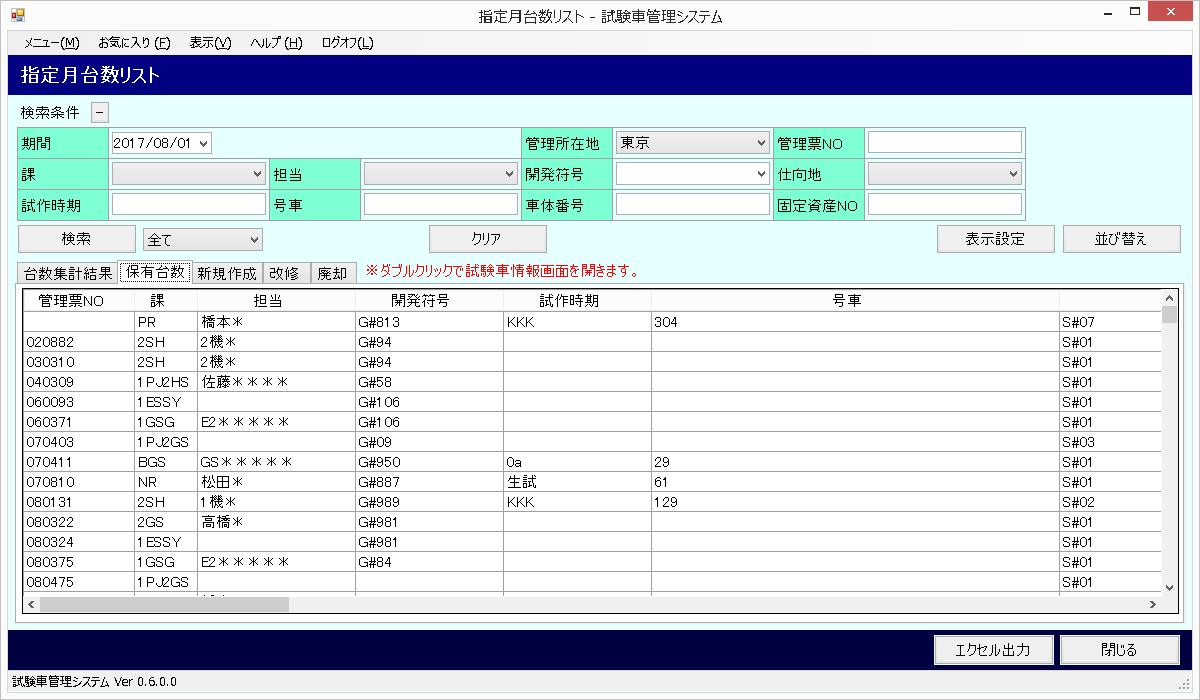 指定月台数リスト - 試験車管理システム
メニュー(M) お気に入り(F) 表示(V) ヘルプ(H) ログオフ(L)
指定月台数リスト
検索条件 −
期間 2017/08/01 管理所在地 東京 管理票NO
課 担当 開発符号 仕向地
試作時期 号車 車体番号 固定資産NO
検索 全て クリア 表示設定 並び替え
台数集計結果 保有台数 新規作成 改修 廃却 ※ダブルクリックで試験車情報画面を開きます。
管理票NO 課 担当 開発符号 試作時期 号車
PR 橋本＊ G#813 KKK 304 S#07
020882 2SH 2機＊ G#94 S#01
030310 2SH 2機＊ G#94 S#01
040309 1PJ2HS 佐藤＊＊＊＊ G#58 S#01
060093 1ESSY G#106 S#01
060371 1GSG E2＊＊＊＊＊ G#106 S#01
070403 1PJ2GS G#09 S#03
070411 BGS GS＊＊＊＊＊ G#950 0a 29 S#01
070810 NR 松田＊ G#887 生試 61 S#01
080131 2SH 1機＊ G#989 KKK 129 S#02
080322 2GS 高橋＊ G#981 S#01
080324 1ESSY G#981 S#01
080375 1GSG E2＊＊＊＊＊ G#84 S#01
080475 1PJ2GS S#01
エクセル出力 閉じる
試験車管理システム Ver 0.6.0.0